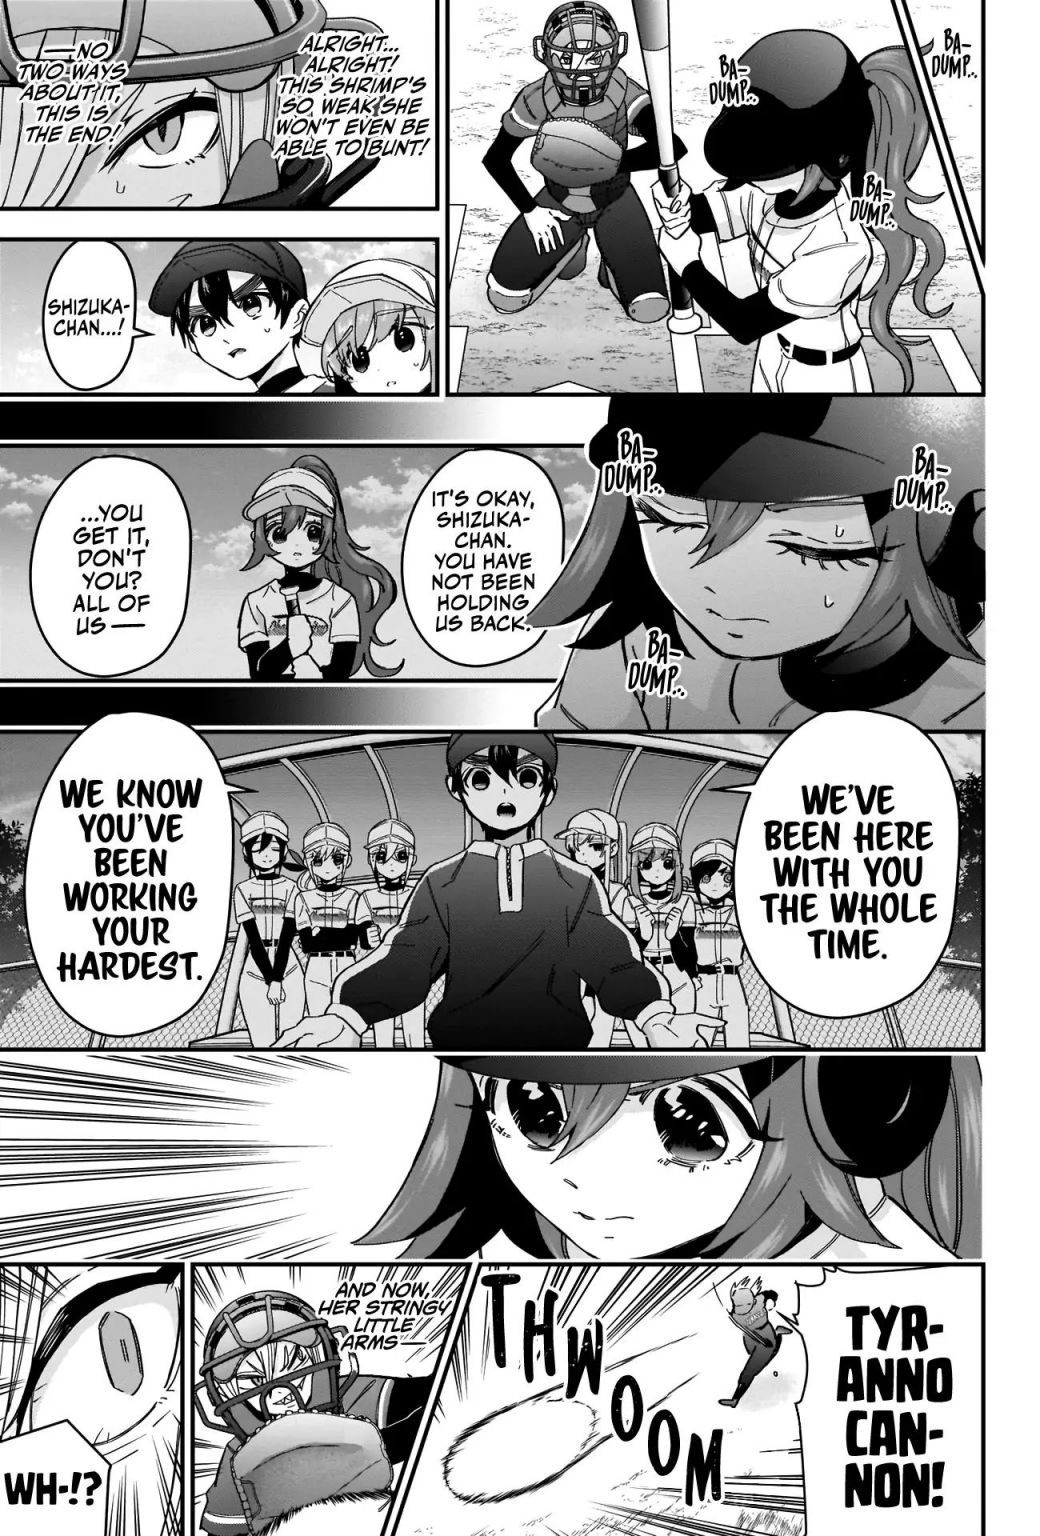 BA-
DUMP..
BA-
DUMP..
BA-
DUMP..
ALRIGHT...
ALRIGHT!
THIS SHRIMP'S
SO WEAK SHE
WON'T EVEN BE
ABLE TO BUNT!
—NO
TWO WAYS
ABOUT IT,
THIS IS
THE END!
SHIZUKA-
CHAN...!
BA-
DUMP..
BA-
DUMP..
BA-
DUMP..
IT'S OKAY,
SHIZUKA-
CHAN.
YOU HAVE
NOT BEEN
HOLDING
US BACK.
...YOU
GET IT,
DON'T
YOU?
ALL OF
US —
WE'VE
BEEN HERE
WITH YOU
THE WHOLE
TIME.
WE KNOW
YOU'VE
BEEN
WORKING
YOUR
HARDEST.
TYR-
ANNO
CAN-
NON!
THWOOM
AND NOW,
HER STRINGY
LITTLE
ARMS —
WH-!?